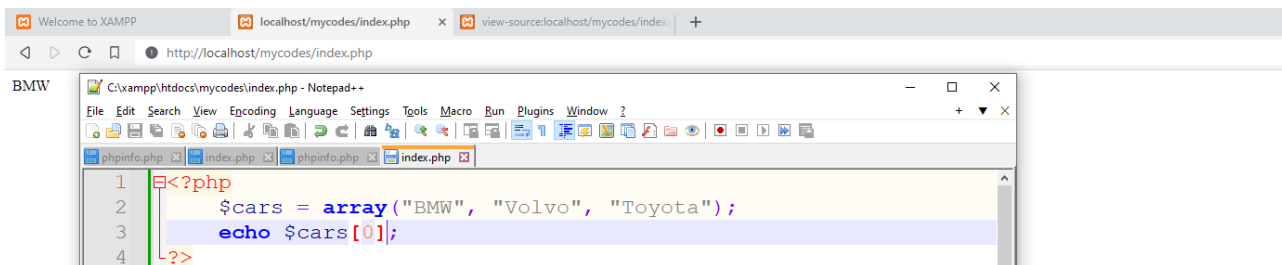 Welcome to XAMPP localhost/mycodes/index.php view-source:localhost/mycodes/index.
http://localhost/mycodes/index.php
BMW
C:\xampp\htdocs\mycodes\index.php - Notepad++
File Edit Search View Encoding Language Settings Tools Macro Run Plugins Window ?
phpinfo.php index.php phpinfo.php index.php
1 <?php
2 $cars = array("BMW", "Volvo", "Toyota");
3 echo $cars[0];
4 ?>